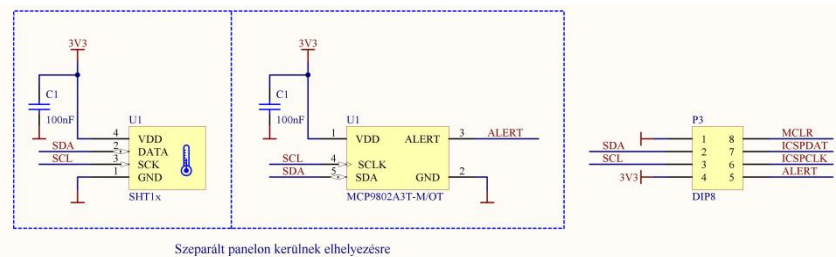 3V3
C1
100nF
U1
4
VDD
SDA
2
DATA
SCL
3
SCK
1
GND
SHT1x
3V3
C1
100nF
U1
1
VDD
ALERT
3
ALERT
SCL
4
SCLK
SDA
5
SDA
GND
2
MCP9802A3T-M/OT
P3
1
8
MCLR
SDA
2
7
ICSPDAT
SCL
3
6
ICSPCLK
3V3
4
5
ALERT
DIP8
Szeparált panelon kerülnek elhelyezésre